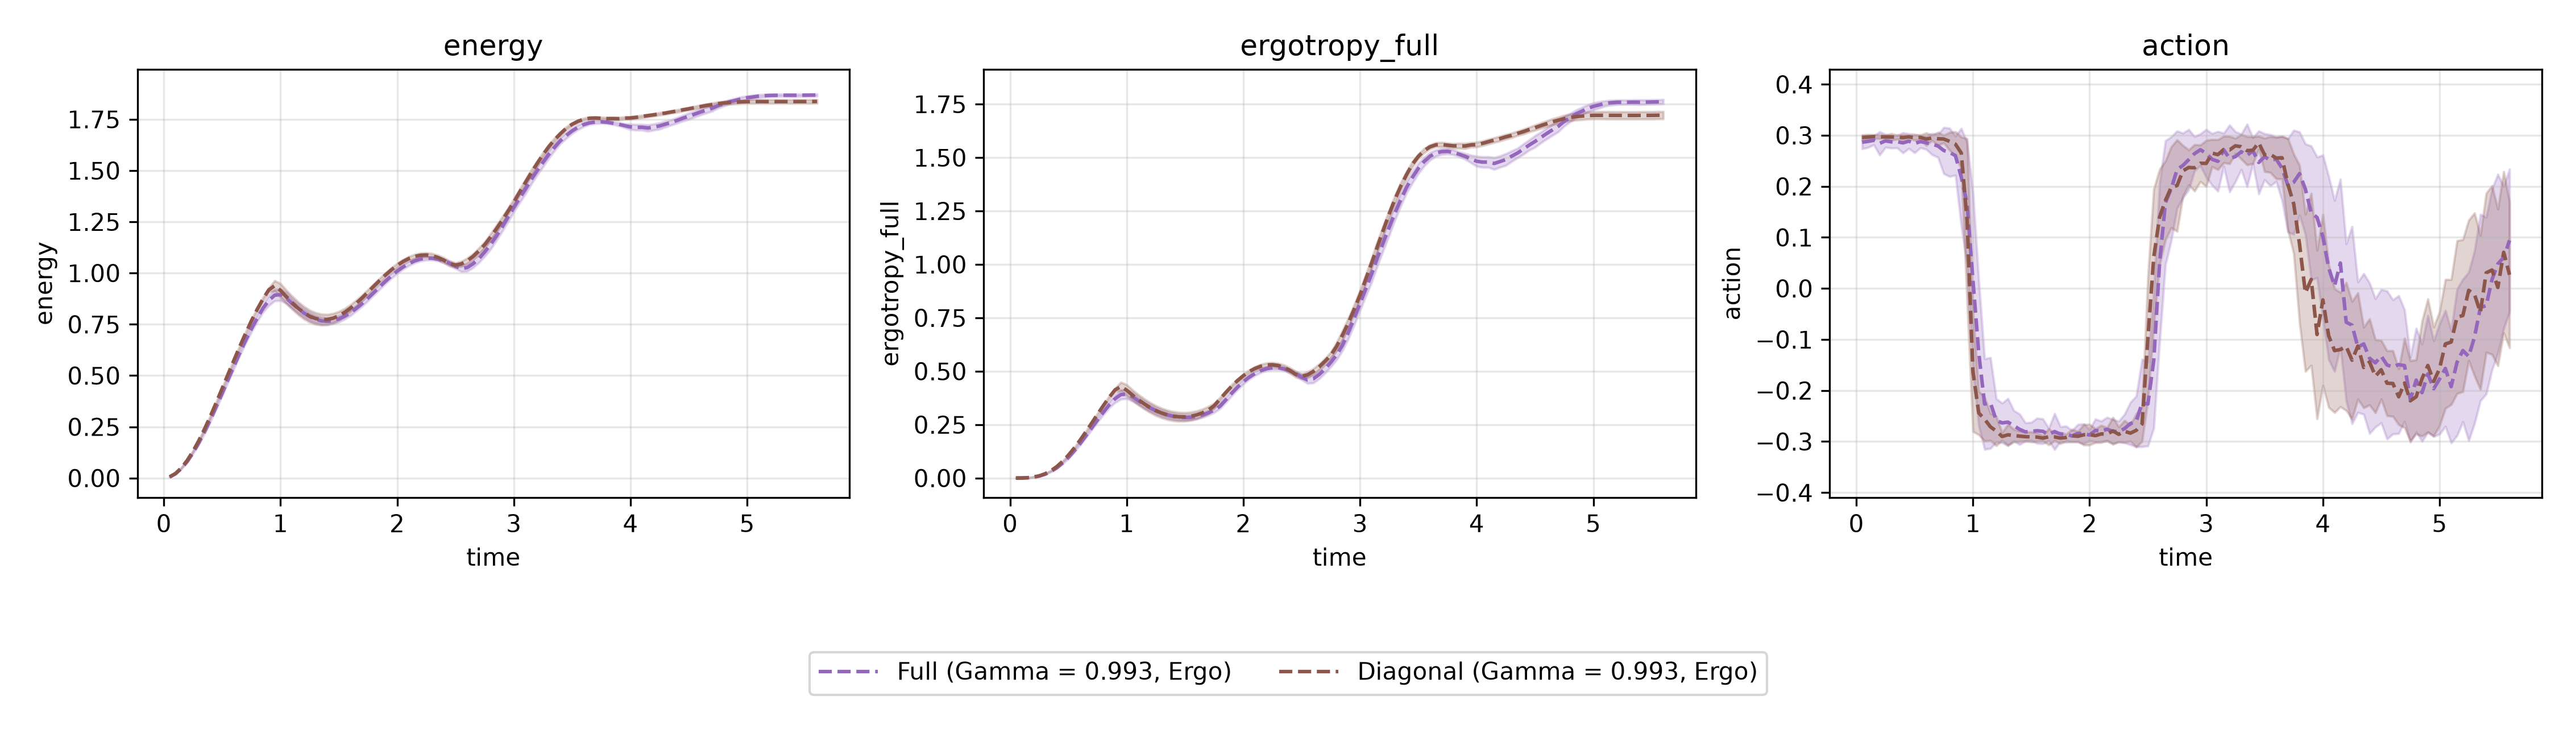 energy
energy
1.75
1.50
1.25
1.00
0.75
0.50
0.25
0.00
0 1 2 3 4 5
time
ergotropy_full
ergotropy_full
1.75
1.50
1.25
1.00
0.75
0.50
0.25
0.00
0 1 2 3 4 5
time
action
action
0.4
0.3
0.2
0.1
0.0
−0.1
−0.2
−0.3
−0.4
0 1 2 3 4 5
time
Full (Gamma = 0.993, Ergo) Diagonal (Gamma = 0.993, Ergo)